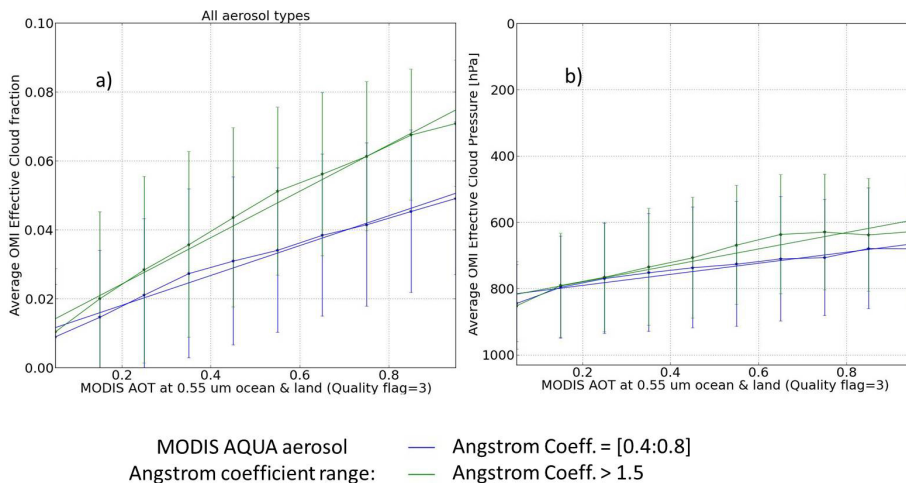 All aerosol types
a)
Average OMI Effective Cloud fraction
0.10
0.08
0.06
0.04
0.02
0.00
0.2 0.4 0.6 0.8
MODIS AOT at 0.55 um ocean & land (Quality flag=3)
b)
Average OMI Effective Cloud Pressure [hPa]
0
200
400
600
800
1000
0.2 0.4 0.6 0.8
MODIS AOT at 0.55 um ocean & land (Quality flag=3)
MODIS AQUA aerosol
Angstrom coefficient range:
Angstrom Coeff. = [0.4:0.8]
Angstrom Coeff. > 1.5